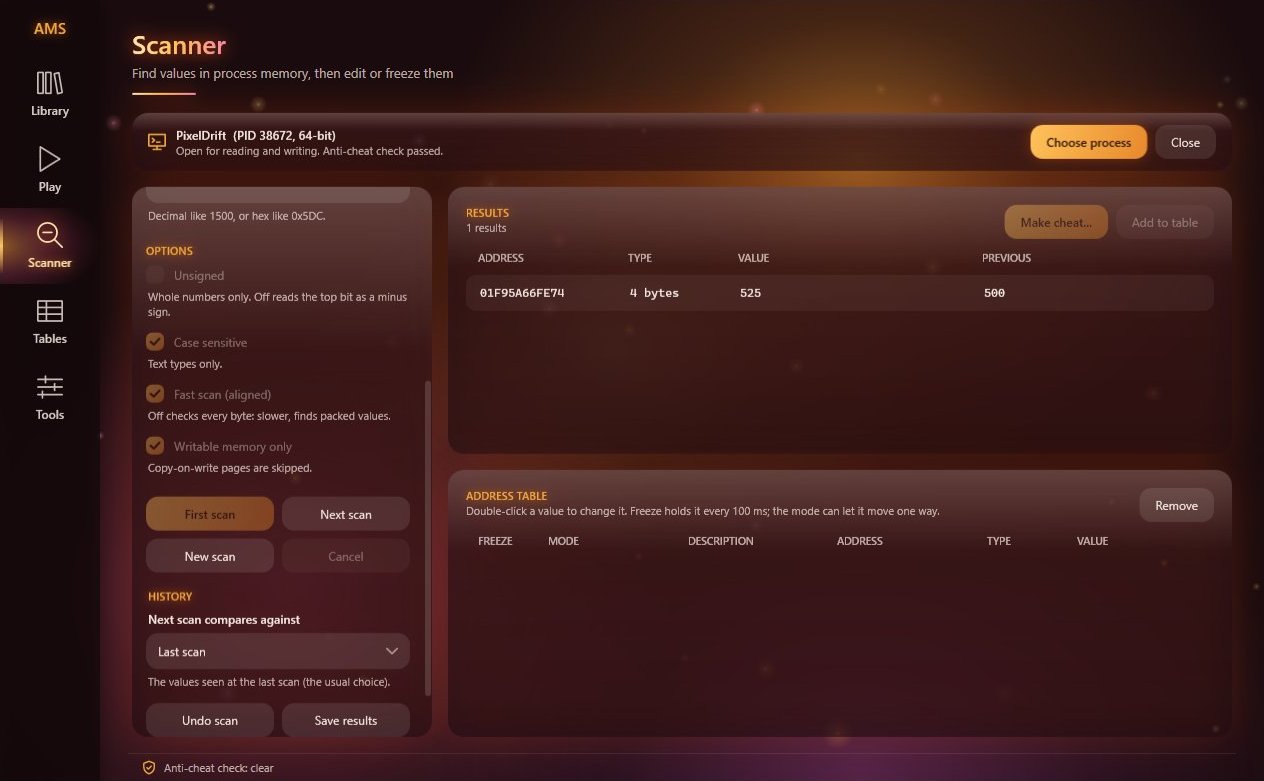 AMS
Library
Play
Scanner
Tables
Tools
Scanner
Find values in process memory, then edit or freeze them
PixelDrift (PID 38672, 64-bit)
Open for reading and writing. Anti-cheat check passed.
Choose process
Close
Decimal like 1500, or hex like 0x5DC.
OPTIONS
Unsigned
Whole numbers only. Off reads the top bit as a minus
sign.
Case sensitive
Text types only.
Fast scan (aligned)
Off checks every byte: slower, finds packed values.
Writable memory only
Copy-on-write pages are skipped.
First scan
Next scan
New scan
Cancel
HISTORY
Next scan compares against
Last scan
The values seen at the last scan (the usual choice).
Undo scan
Save results
RESULTS
1 results
Make cheat...
Add to table
ADDRESS TYPE VALUE PREVIOUS
01F95A66FE74 4 bytes 525 500
ADDRESS TABLE
Double-click a value to change it. Freeze holds it every 100 ms; the mode can let it move one way.
Remove
FREEZE MODE DESCRIPTION ADDRESS TYPE VALUE
Anti-cheat check: clear